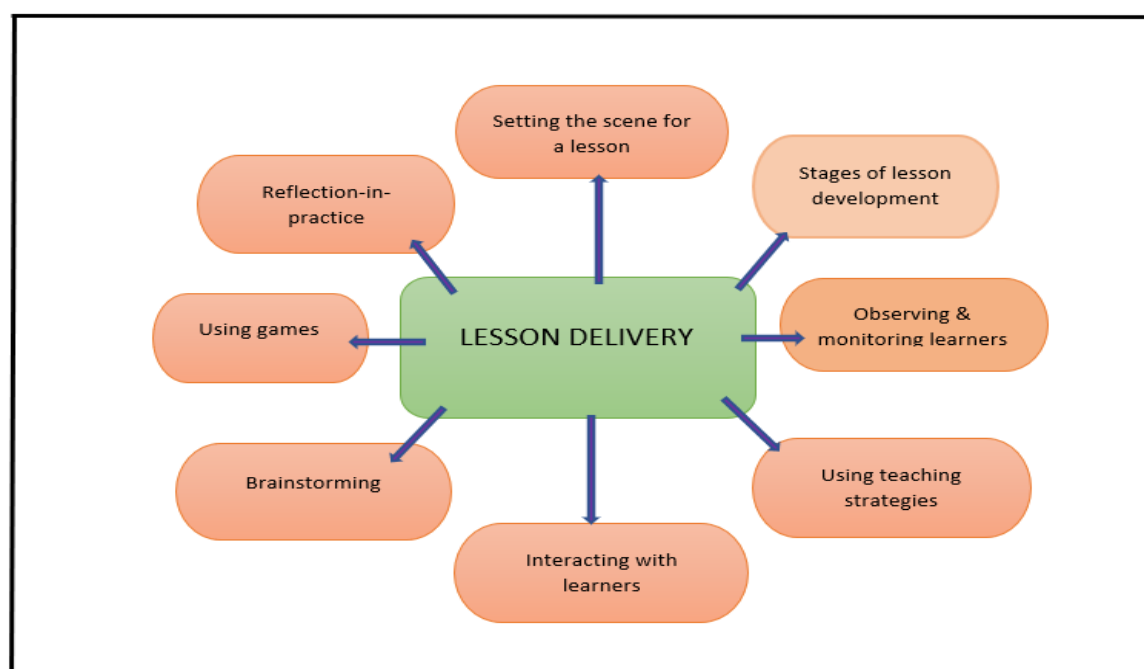 Setting the scene for
a lesson
Stages of lesson
development
Reflection-in-
practice
Using games
LESSON DELIVERY
Observing &
monitoring learners
Brainstorming
Using teaching
strategies
Interacting with
learners